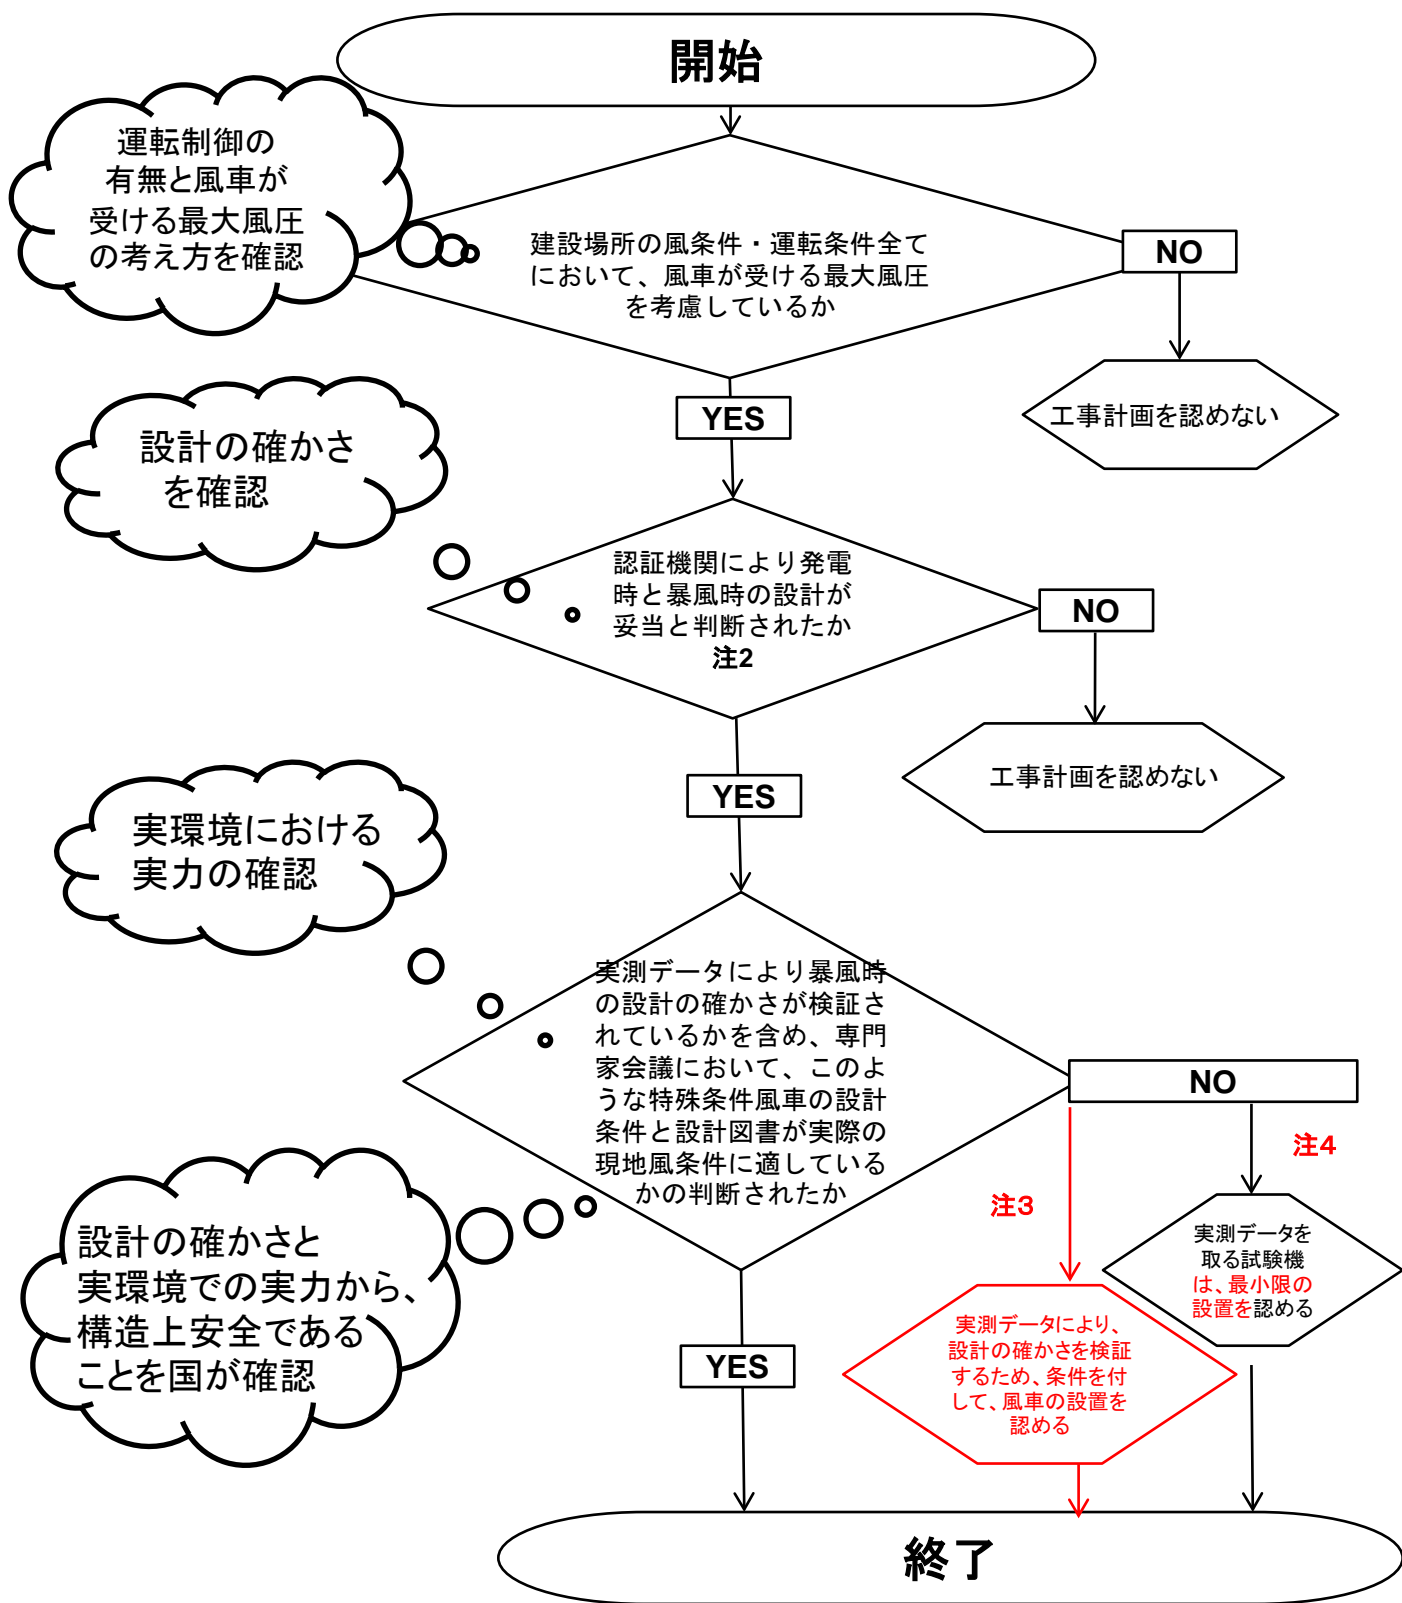 開始
運転制御の
有無と風車が
受ける最大風圧
の考え方を確認
建設場所の風条件・運転条件全て
において、風車が受ける最大風圧
を考慮しているか
NO
工事計画を認めない
YES
設計の確かさ
を確認
認証機関により発電
時と暴風時の設計が
妥当と判断されたか
注2
NO
工事計画を認めない
YES
実環境における
実力の確認
実測データにより暴風時
の設計の確かさが検証さ
れているかを含め、専門
家会議において、このよ
うな特殊条件風車の設計
条件と設計図書が実際の
現地風条件に適している
かの判断されたか
NO
注3
注4
実測データを
取る試験機
は、最小限の
設置を認める
設計の確かさと
実環境での実力から、
構造上安全である
ことを国が確認
実測データにより、
設計の確かさを検証
するため、条件を付
して、風車の設置を
認める
YES
終了